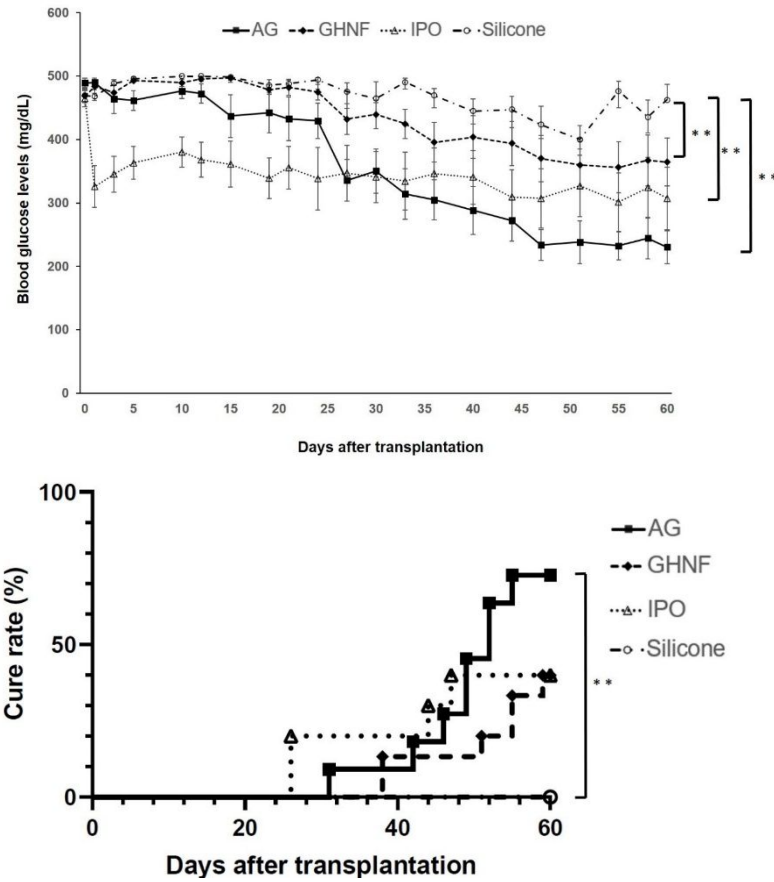 600
AG GHNF IPO Silicone
500
400
300
200
100
0
Blood glucose levels (mg/dL)
* *
* *
* *
0 5 10 15 20 25 30 35 40 45 50 55 60
Days after transplantation
100
50
0
Cure rate (%)
AG
GHNF
IPO
Silicone
* *
0 20 40 60
Days after transplantation